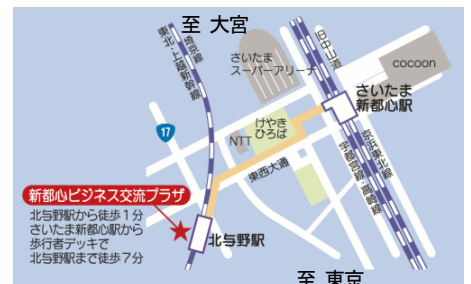 至 大宮
埼京線
東北・上越新幹線
さいたま
スーパーアリーナ
旧中山道
cocoon
さいたま
新都心駅
けやき
ひろば
17
NTT
東西大通
京浜東北線
宇都宮線・高崎線
新都心ビジネス交流プラザ
北与野駅から徒歩1分
さいたま新都心駅から
歩行者デッキで
北与野駅まで徒歩7分
北与野駅
至 東京